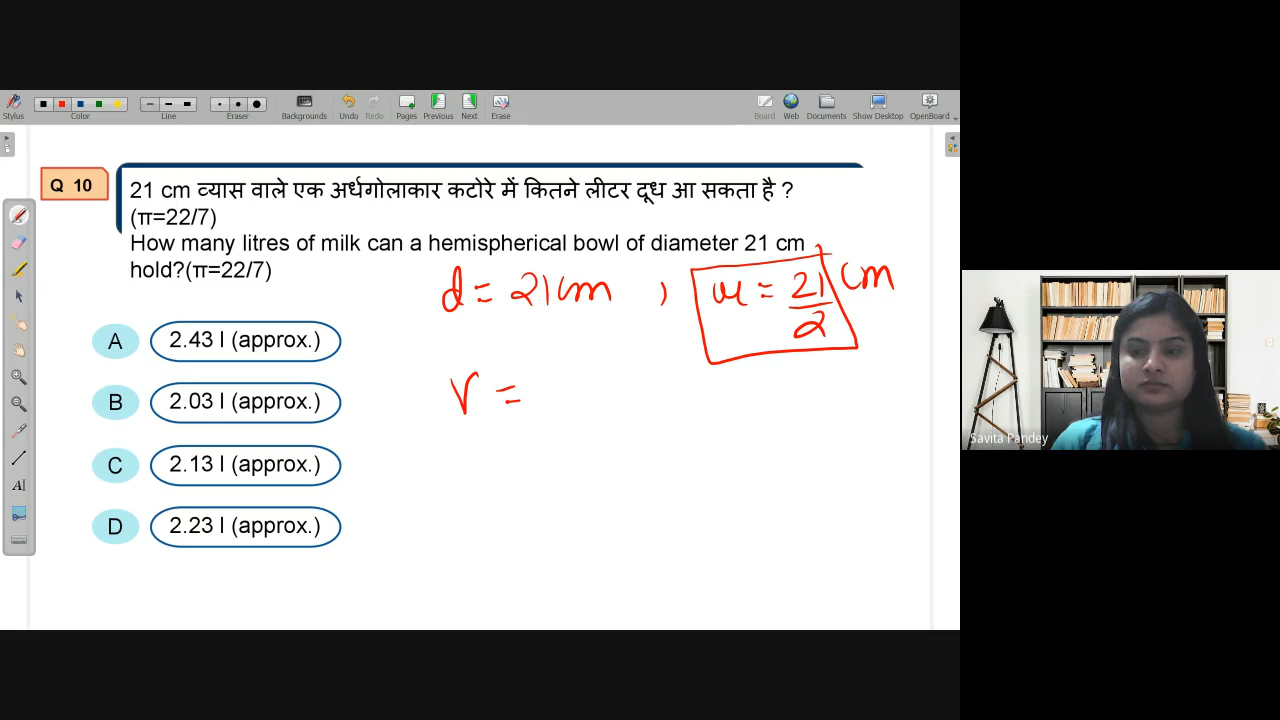 Stylus
Color
Line
Eraser
Backgrounds
Undo
Redo
Pages
Previous
Next
Erase
Board
Web
Documents
Show Desktop
OpenBoard
Q 10
21 cm व्यास वाले एक अर्धगोलाकार कटोरे में कितने लीटर दूध आ सकता है ?
(π=22/7)
How many litres of milk can a hemispherical bowl of diameter 21 cm
hold?(π=22/7)
d = 21cm , r = 21/2 cm
V =
A 2.43 l (approx.)
B 2.03 l (approx.)
C 2.13 l (approx.)
D 2.23 l (approx.)
Savita Pandey